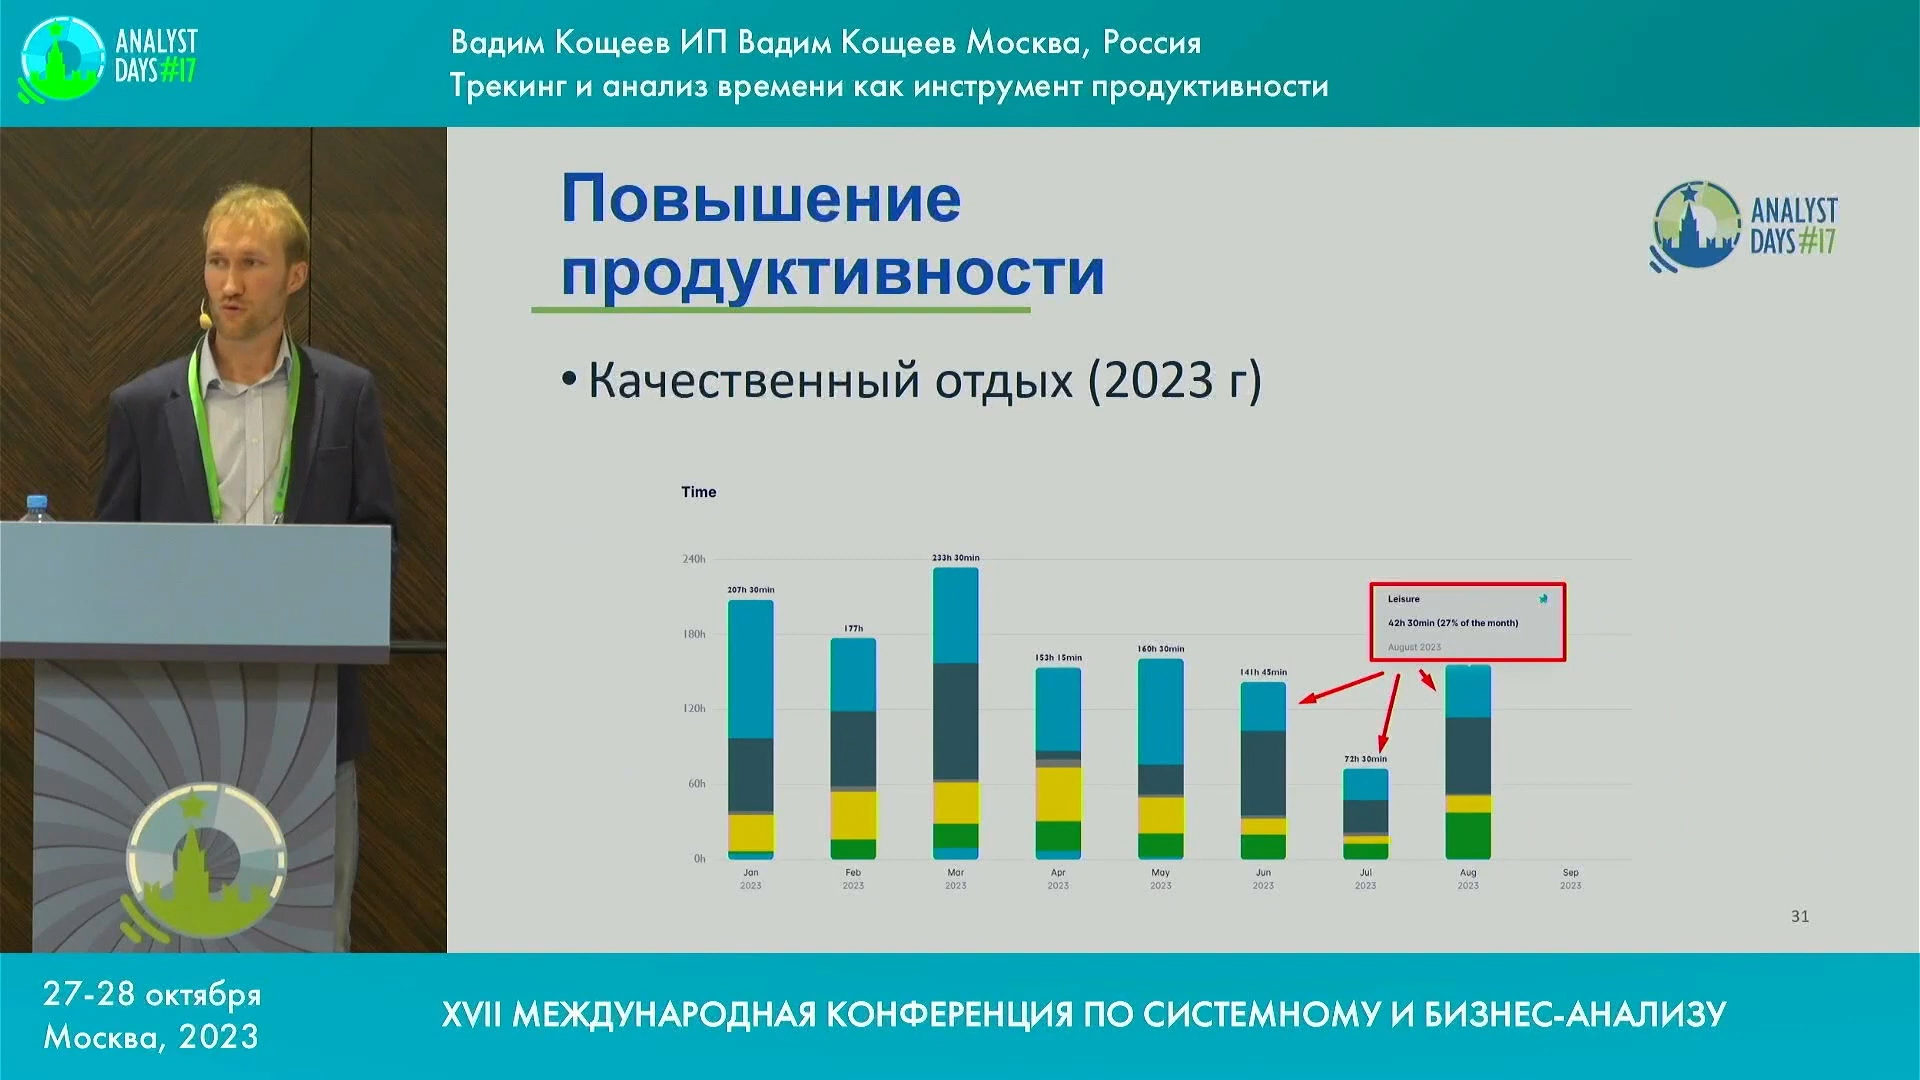 ANALYST
DAYS #17
Вадим Кощеев ИП Вадим Кощеев Москва, Россия
Трекинг и анализ времени как инструмент продуктивности
Повышение
продуктивности
ANALYST
DAYS #17
• Качественный отдых (2023 г)
Time
240h
180h
120h
60h
0h
207h 30min
177h
233h 30min
153h 15min
160h 30min
141h 45min
72h 30min
Leisure
42h 30min (27% of the month)
August 2023
Jan
2023
Feb
2023
Mar
2023
Apr
2023
May
2023
Jun
2023
Jul
2023
Aug
2023
Sep
2023
31
27-28 октября
Москва, 2023
XVII МЕЖДУНАРОДНАЯ КОНФЕРЕНЦИЯ ПО СИСТЕМНОМУ И БИЗНЕС-АНАЛИЗУ